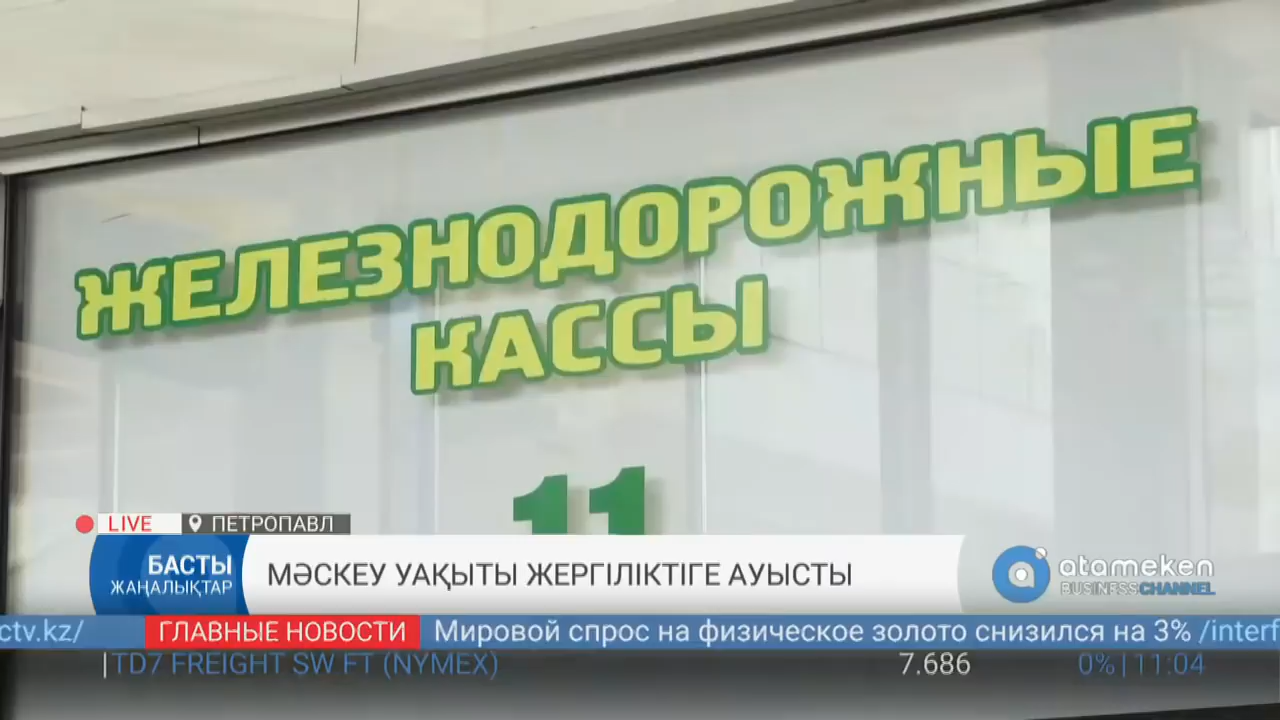 ЖЕЛЕЗНОДОРОЖНЫЕ
КАССЫ
11
LIVE ПЕТРОПАВЛ
БАСТЫ
ЖАҢАЛЫҚТАР
МӘСКЕУ УАҚЫТЫ ЖЕРГІЛІКТІГЕ АУЫСТЫ
atameken
BUSINESS CHANNEL
ctv.kz/ ГЛАВНЫЕ НОВОСТИ Мировой спрос на физическое золото снизился на 3% /interf
TD7 FREIGHT SW FT (NYMEX) 7.686 0% | 11:04